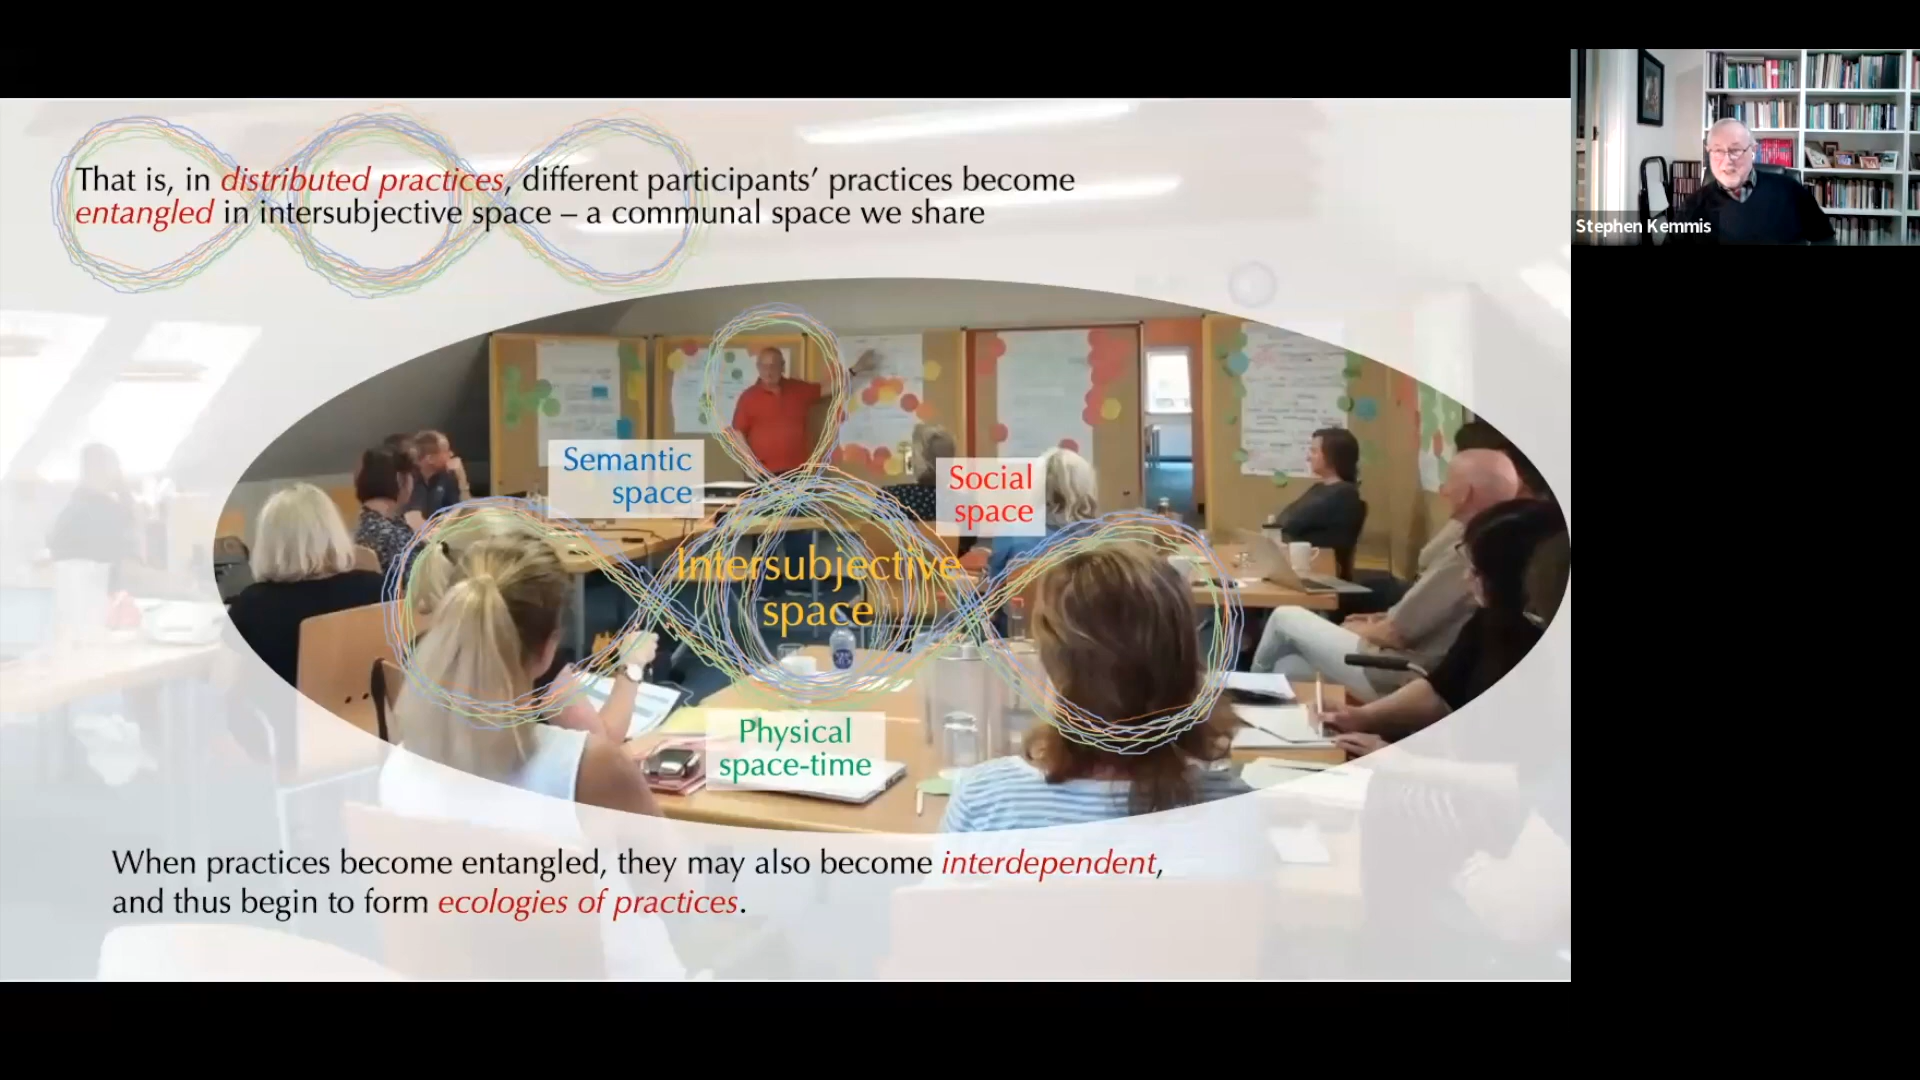 That is, in distributed practices, different participants’ practices become
entangled in intersubjective space – a communal space we share
Stephen Kemmis
Semantic
space
Social
space
Intersubjective
space
Physical
space-time
When practices become entangled, they may also become interdependent,
and thus begin to form ecologies of practices.